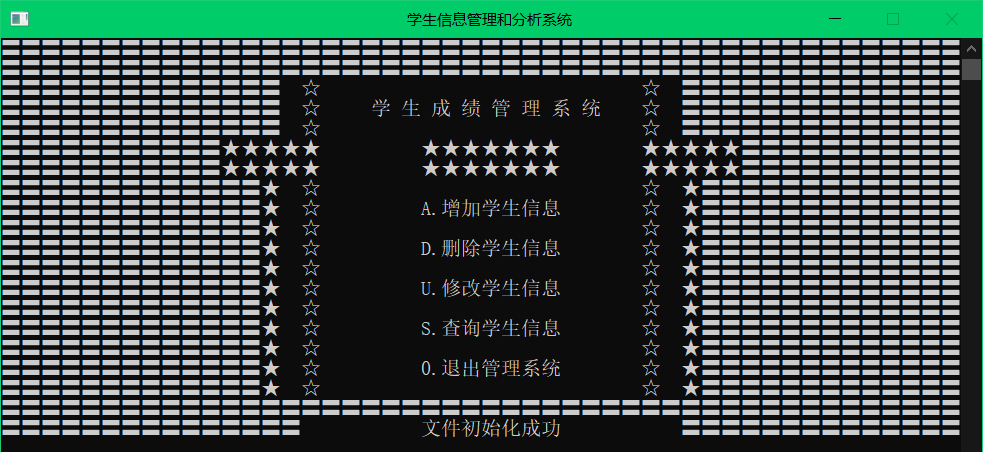 学生信息管理和分析系统
学 生 成 绩 管 理 系 统
A.增加学生信息
D.删除学生信息
U.修改学生信息
S.查询学生信息
0.退出管理系统
文件初始化成功